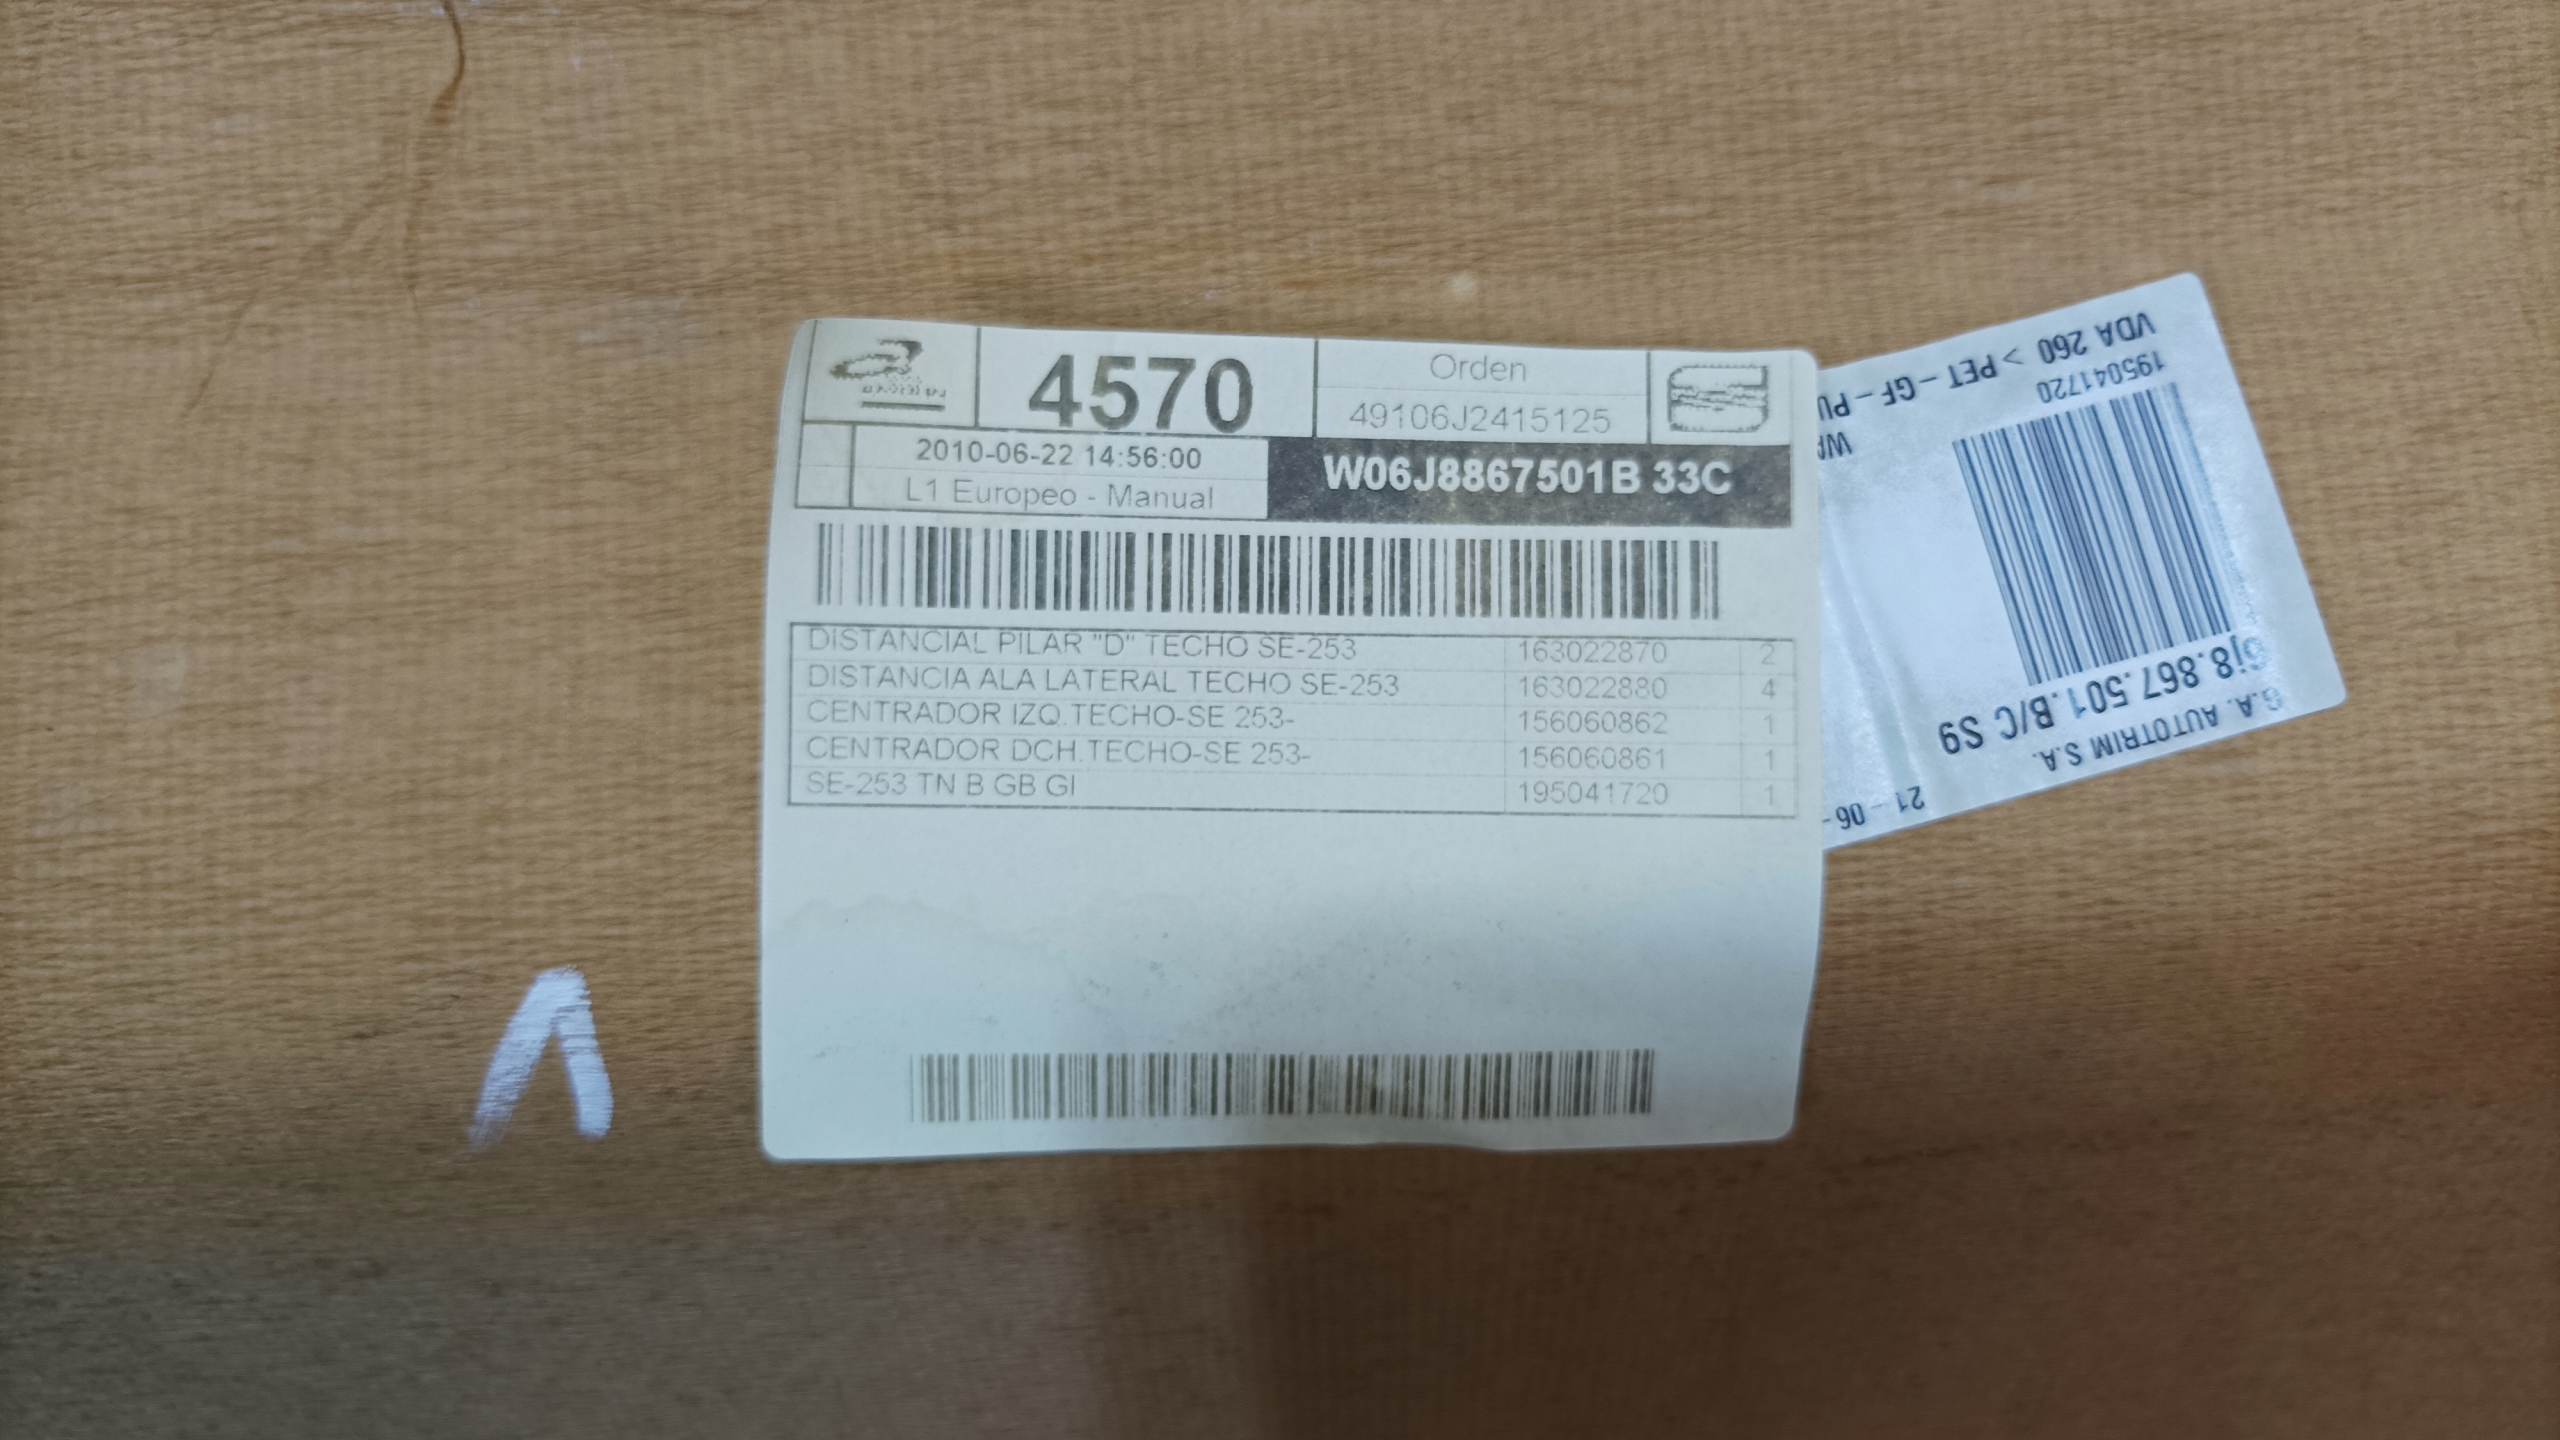 4570
Orden
49106J2415125
2010-06-22 14:56:00
L1 Europeo - Manual
W06J8867501B 33C
DISTANCIAL PILAR "D" TECHO SE-253 163022870 2
DISTANCIA ALA LATERAL TECHO SE-253 163022880 4
CENTRADOR IZQ.TECHO-SE 253- 156060862 1
CENTRADOR DCH.TECHO-SE 253- 156060861 1
SE-253 TN B GB GI 195041720 1
21 - 06 -
G.A. AUTOTRIM S.A.
6j8.867.501.B/C S9
195041720
VDA 260 > PET - GF - PU